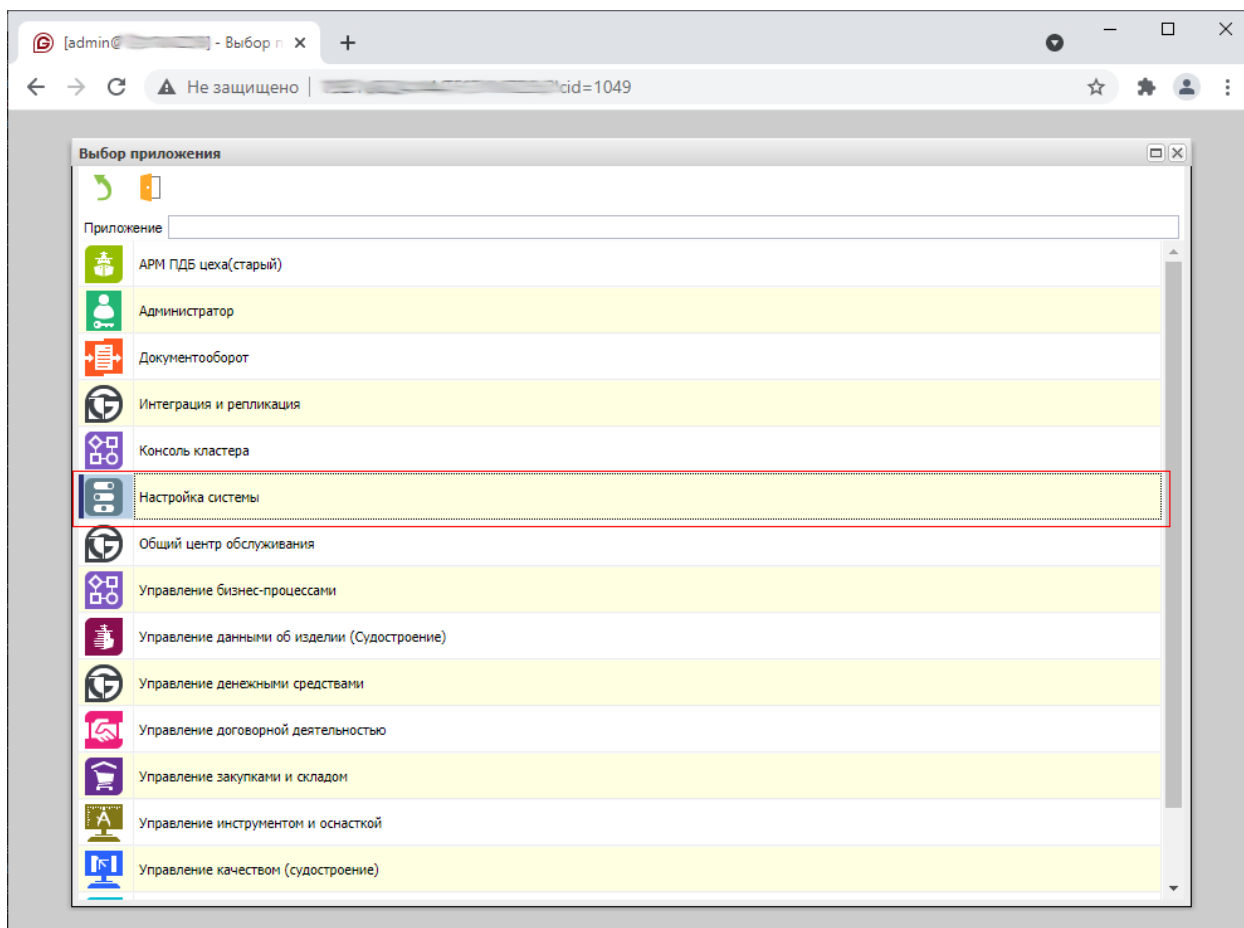 [admin@ ] - Выбор п
Не защищено | cid=1049
Выбор приложения
Приложение
АРМ ПДБ цеха(старый)
Администратор
Документооборот
Интеграция и репликация
Консоль кластера
Настройка системы
Общий центр обслуживания
Управление бизнес-процессами
Управление данными об изделии (Судостроение)
Управление денежными средствами
Управление договорной деятельностью
Управление закупками и складом
Управление инструментом и оснасткой
Управление качеством (судостроение)